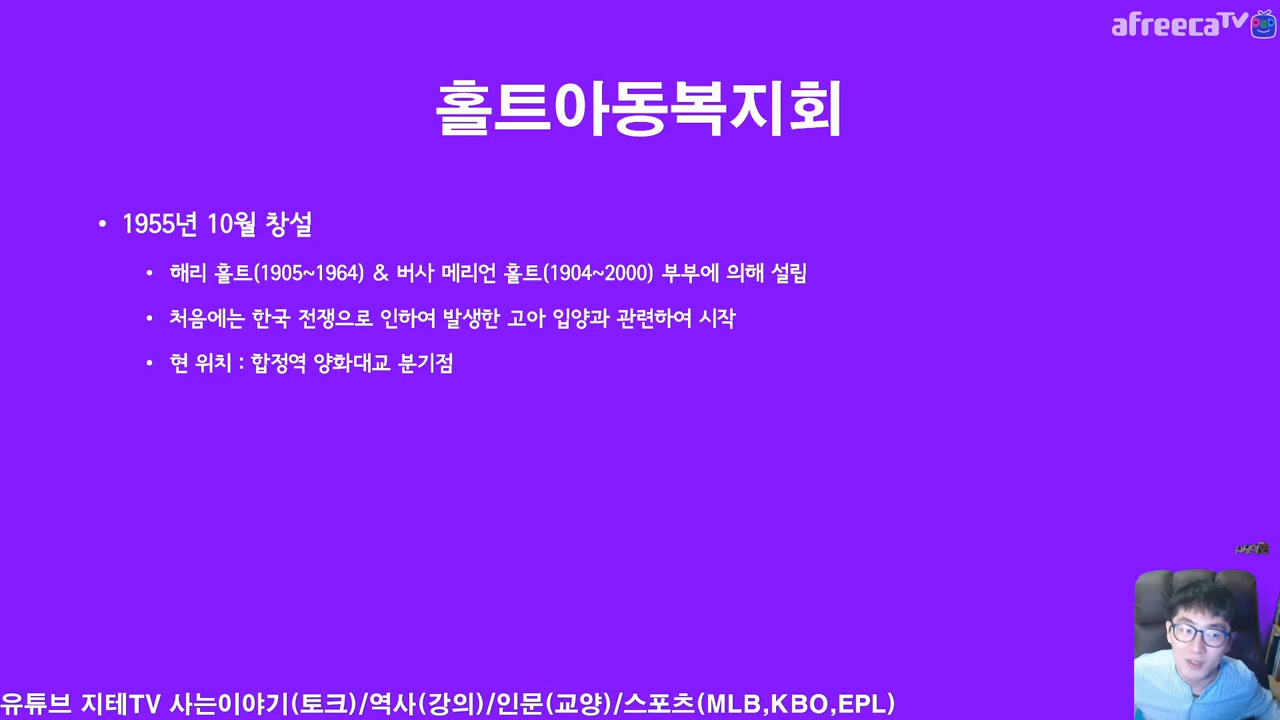 afreecaTV
홀트아동복지회
• 1955년 10월 창설
• 해리 홀트(1905~1964) & 버사 메리언 홀트(1904~2000) 부부에 의해 설립
• 처음에는 한국 전쟁으로 인하여 발생한 고아 입양과 관련하여 시작
• 현 위치 : 합정역 양화대교 분기점
유튜브 지테TV 사는이야기(토크)/역사(강의)/인문(교양)/스포츠(MLB,KBO,EPL)